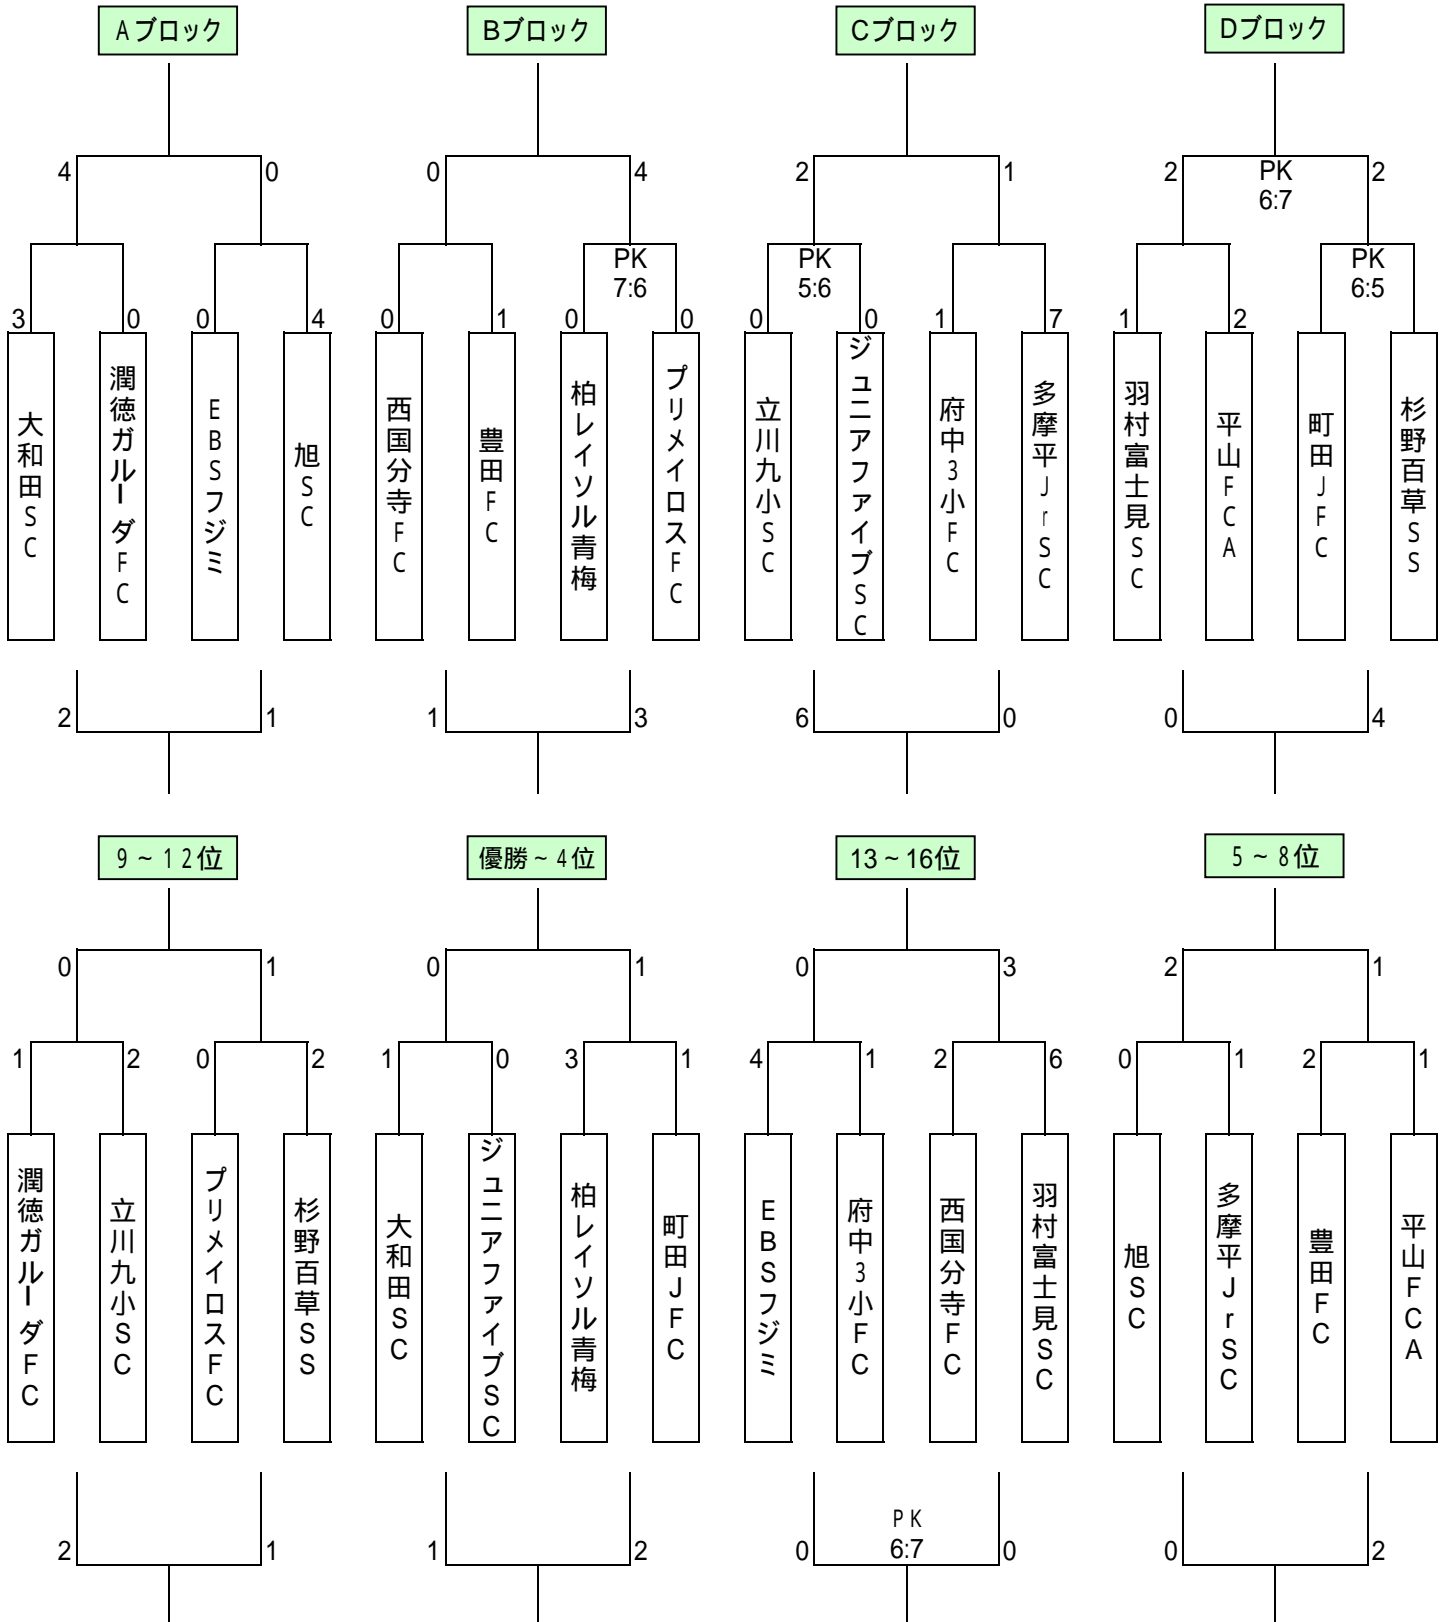 Aブロック
Bブロック
Cブロック
Dブロック
4
0
0
4
2
1
2
PK
6:7
2
PK
7:6
PK
5:6
PK
6:5
3
0
0
4
0
1
0
0
0
0
1
7
1
2
大和田SC
潤徳ガルーダFC
EBSフジミ
旭SC
西国分寺FC
豊田FC
柏レイソル青梅
プリメイロスFC
立川九小SC
ジュニアファイブSC
府中3小FC
多摩平JrSC
羽村富士見SC
平山FCA
町田JFC
杉野百草SS
2
1
1
3
6
0
0
4
9~12位
優勝~4位
13~16位
5~8位
0
1
0
1
0
3
2
1
1
2
0
2
1
0
3
1
4
1
2
6
0
1
2
1
潤徳ガルーダFC
立川九小SC
プリメイロスFC
杉野百草SS
大和田SC
ジュニアファイブSC
柏レイソル青梅
町田JFC
EBSフジミ
府中3小FC
西国分寺FC
羽村富士見SC
旭SC
多摩平JrSC
豊田FC
平山FCA
2
1
1
2
0
PK
6:7
0
0
2